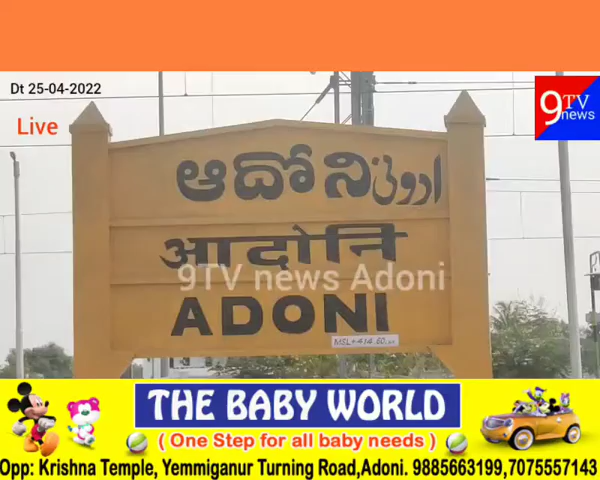 Dt 25-04-2022
Live
9TV
news
ఆదోని ادونی
आदोनि
9TV news Adoni
ADONI
MSL+414.60
THE BABY WORLD
( One Step for all baby needs )
Opp: Krishna Temple, Yemmiganur Turning Road,Adoni. 9885663199,7075557143